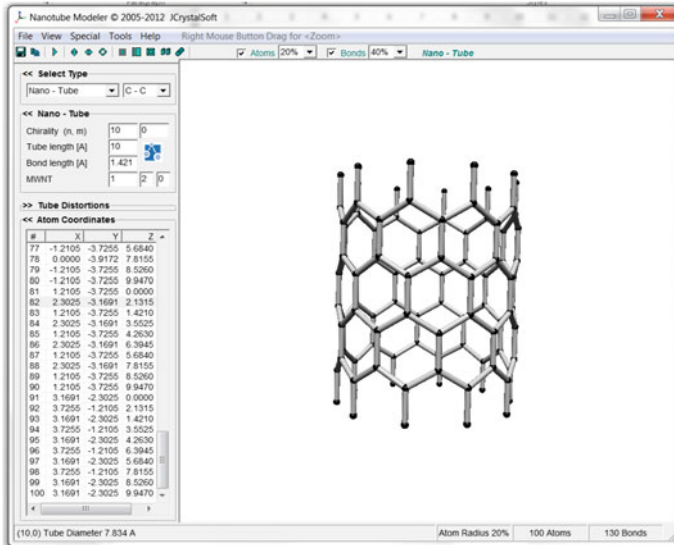 Nanotube Modeler © 2005-2012 JCrystalSoft
File View Special Tools Help Right Mouse Button Drag for <Zoom>
Atoms 20% Bonds 40% Nano - Tube
<< Select Type
Nano - Tube C - C
<< Nano - Tube
Chirality (n, m) 10 0
Tube length [A] 10
Bond length [A] 1.421
MWNT 1 2 0
>> Tube Distortions
<< Atom Coordinates
# X Y Z
77 -1.2105 -3.7255 5.6840
78 0.0000 -3.9172 7.8155
79 -1.2105 -3.7255 8.5260
80 -1.2105 -3.7255 9.9470
81 1.2105 -3.7255 0.0000
82 2.3025 -3.1691 2.1315
83 1.2105 -3.7255 1.4210
84 2.3025 -3.1691 3.5525
85 1.2105 -3.7255 4.2630
86 2.3025 -3.1691 6.3945
87 1.2105 -3.7255 5.6840
88 2.3025 -3.1691 7.8155
89 1.2105 -3.7255 8.5260
90 1.2105 -3.7255 9.9470
91 3.1691 -2.3025 0.0000
92 3.7255 -1.2105 2.1315
93 3.1691 -2.3025 1.4210
94 3.7255 -1.2105 3.5525
95 3.1691 -2.3025 4.2630
96 3.7255 -1.2105 6.3945
97 3.1691 -2.3025 5.6840
98 3.7255 -1.2105 7.8155
99 3.1691 -2.3025 8.5260
100 3.1691 -2.3025 9.9470
(10,0) Tube Diameter 7.834 A Atom Radius 20% 100 Atoms 130 Bonds